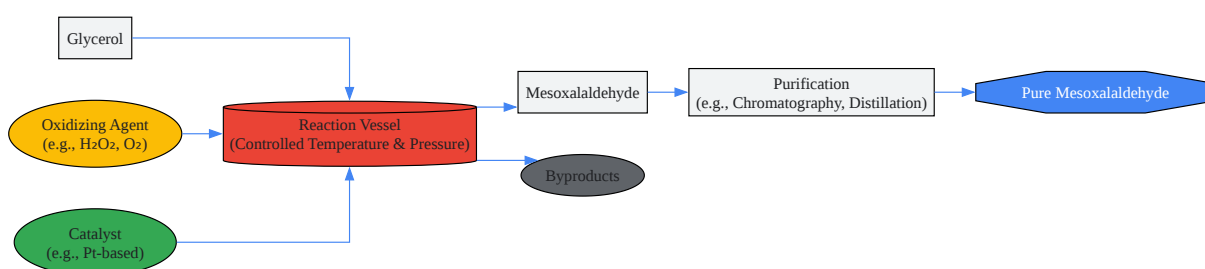 Glycerol
Oxidizing Agent
(e.g., H₂O₂, O₂)
Catalyst
(e.g., Pt-based)
Reaction Vessel
(Controlled Temperature & Pressure)
Mesoxalaldehyde
Byproducts
Purification
(e.g., Chromatography, Distillation)
Pure Mesoxalaldehyde